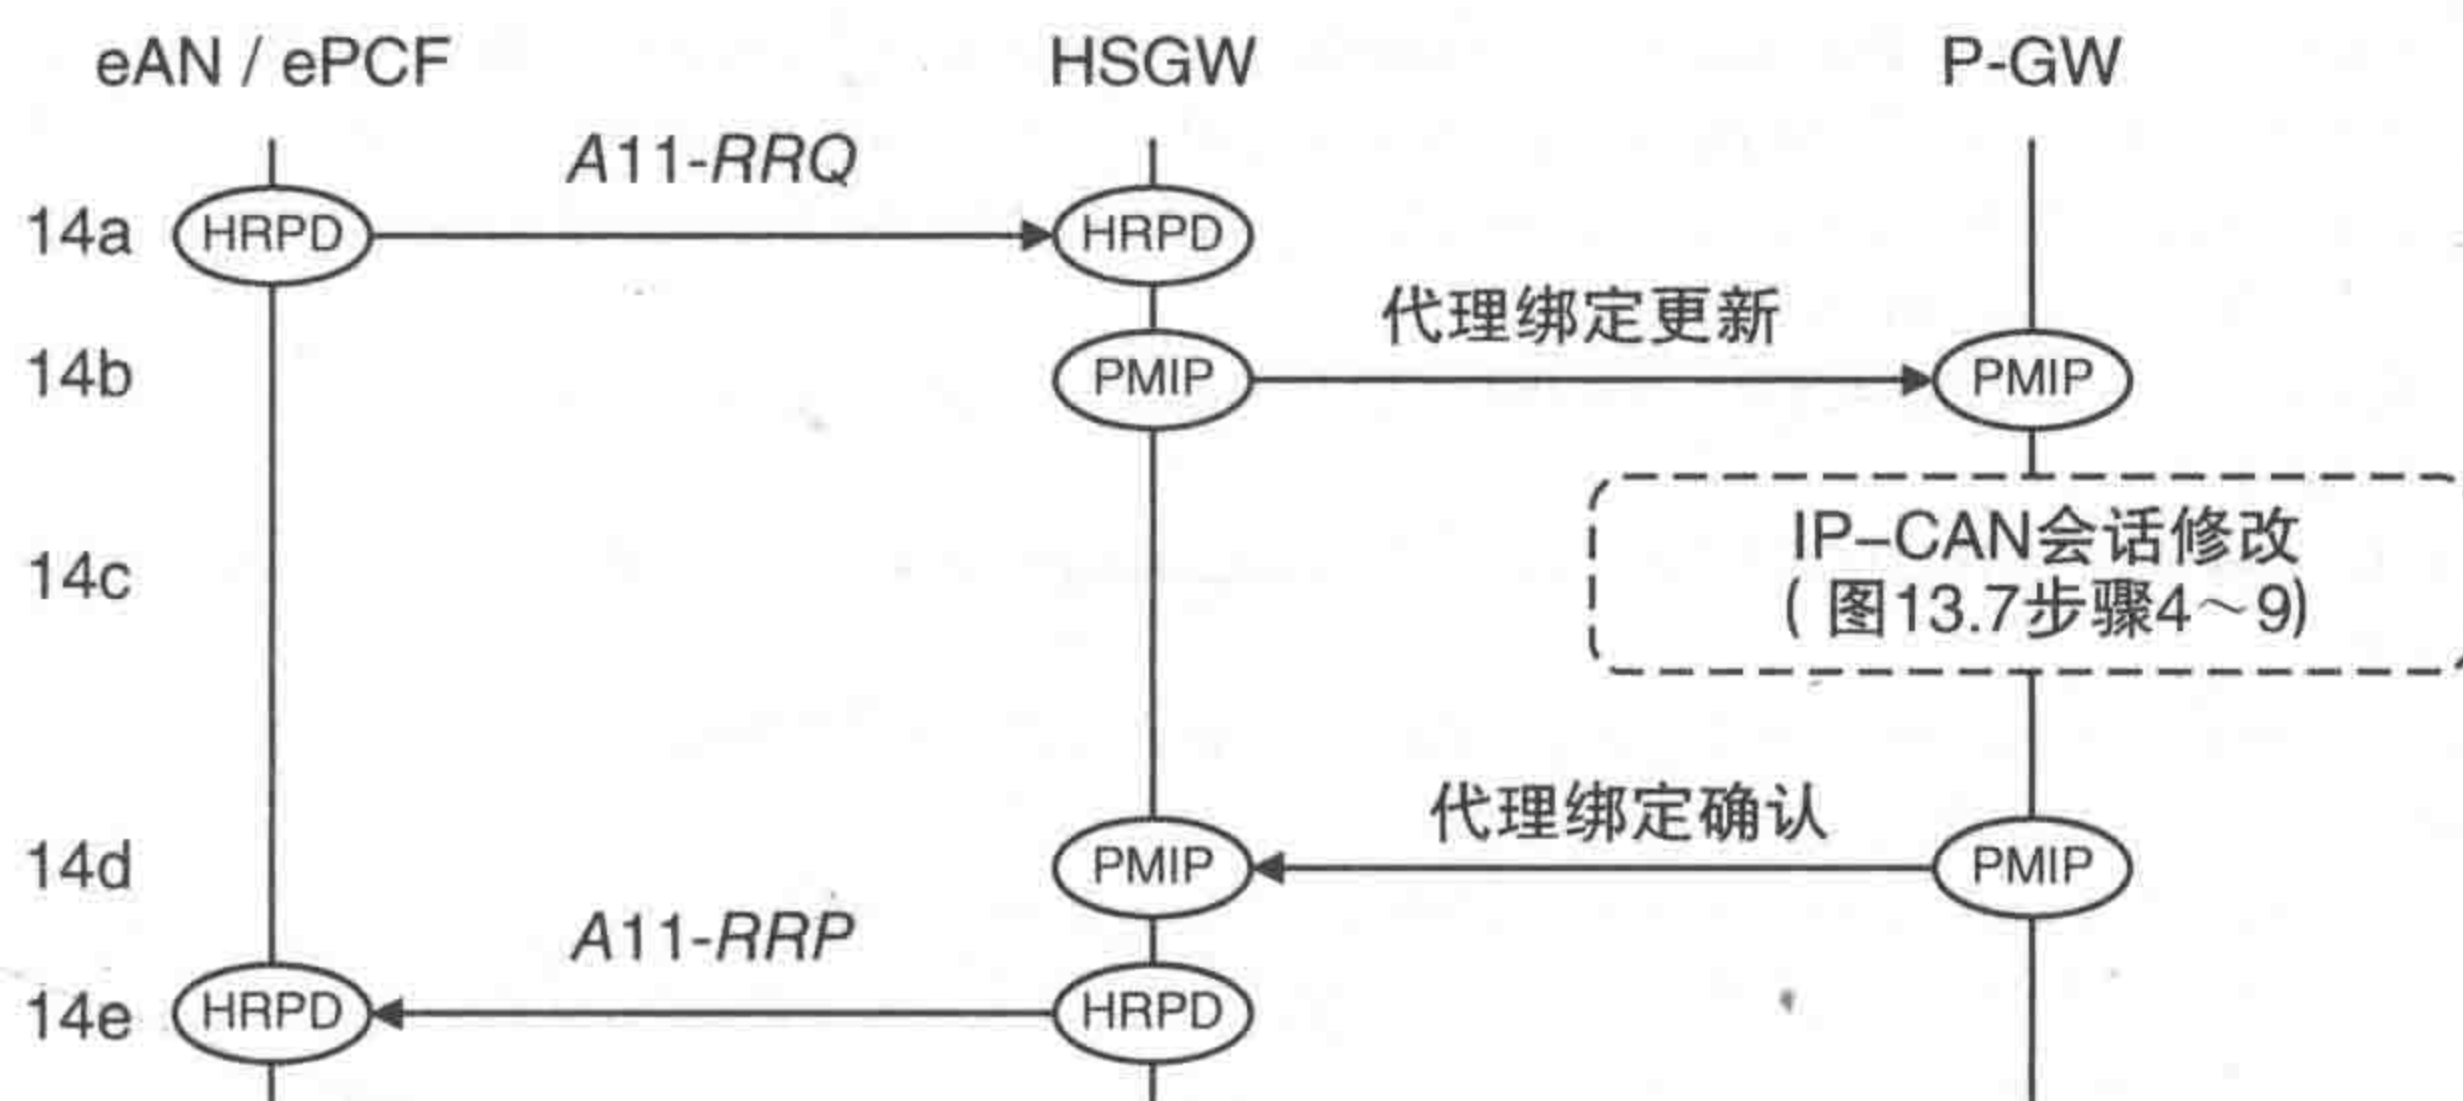 eAN / ePCF HSGW P-GW
A11-RRQ
14a HRPD HRPD
代理绑定更新
14b PMIP PMIP
IP–CAN会话修改
14c
(图13.7步骤4～9)
代理绑定确认
14d PMIP PMIP
A11-RRP
14e HRPD HRPD